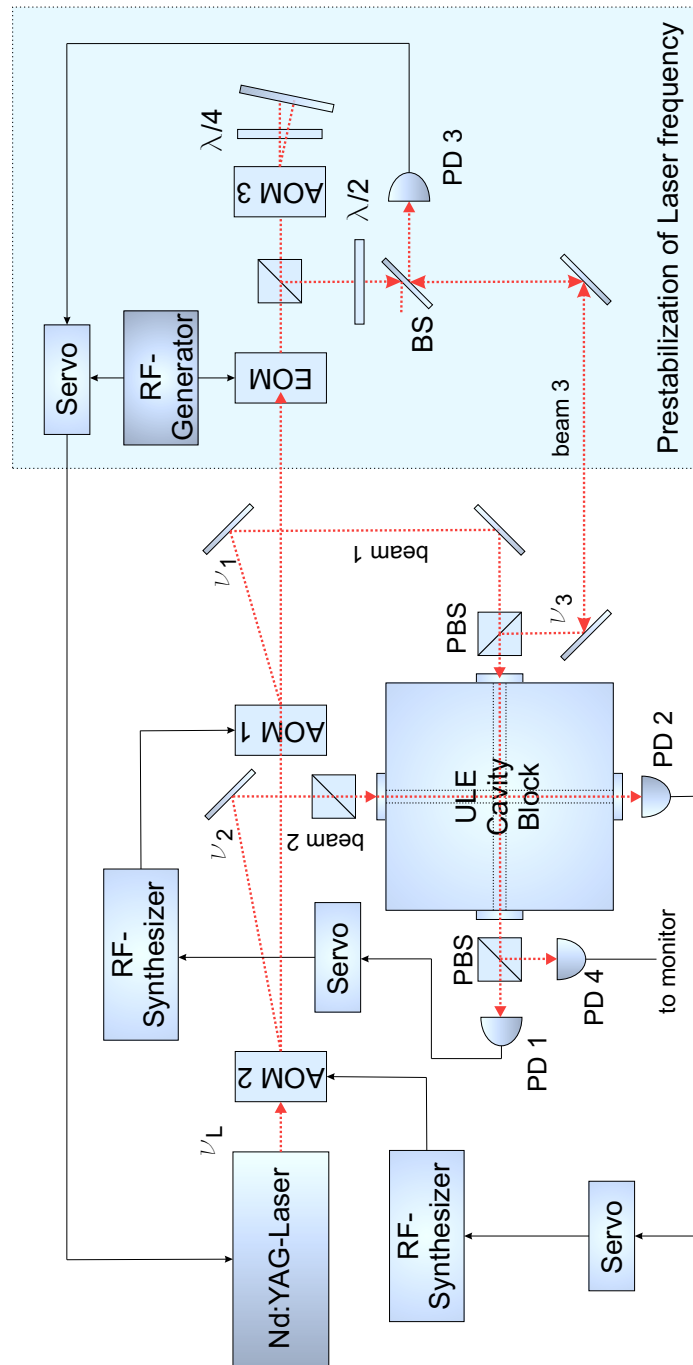 Prestabilization of Laser frequency
Servo
RF-
Generator
EOM
AOM 3
λ/4
λ/2
PD 3
BS
beam 3
ν1
beam 1
ν3
PBS
AOM 1
ν2
beam 2
ULE
Cavity
Block
PD 2
RF-
Synthesizer
Servo
PBS
PD 4
to monitor
PD 1
AOM 2
νL
Nd:YAG-Laser
RF-
Synthesizer
Servo